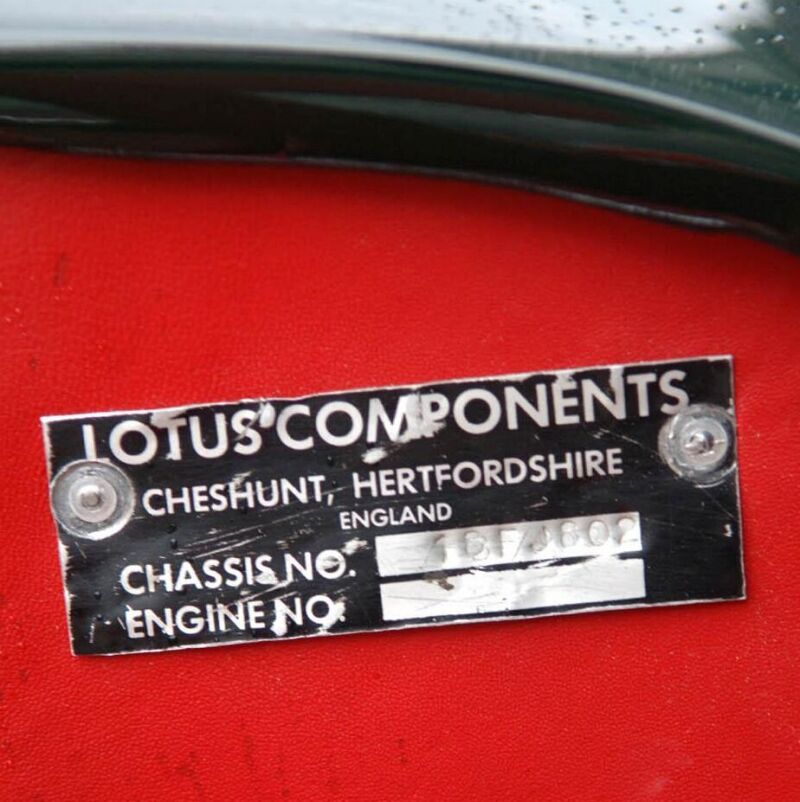 LOTUS COMPONENTS
CHESHUNT, HERTFORDSHIRE
ENGLAND
CHASSIS NO.
ENGINE NO.